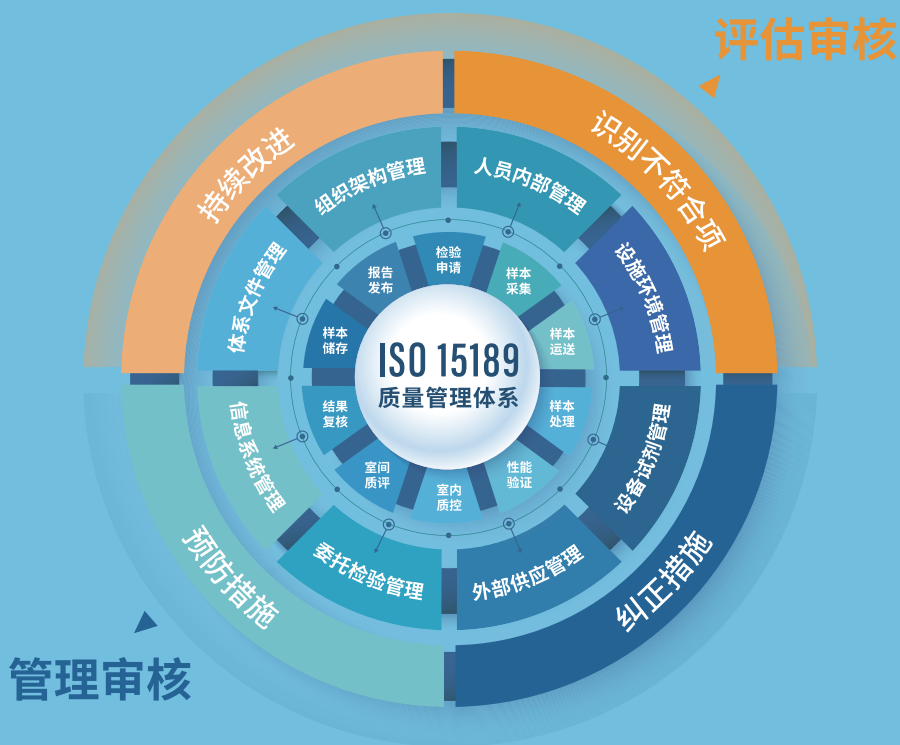 评估审核
持续改进
识别不符合项
纠正措施
预防措施
管理审核
组织架构管理
人员内部管理
设施环境管理
设备试剂管理
外部供应管理
委托检验管理
信息系统管理
体系文件管理
检验
申请
样本
采集
样本
运送
样本
处理
性能
验证
室内
质控
室间
质评
结果
复核
样本
储存
报告
发布
ISO 15189
质量管理体系